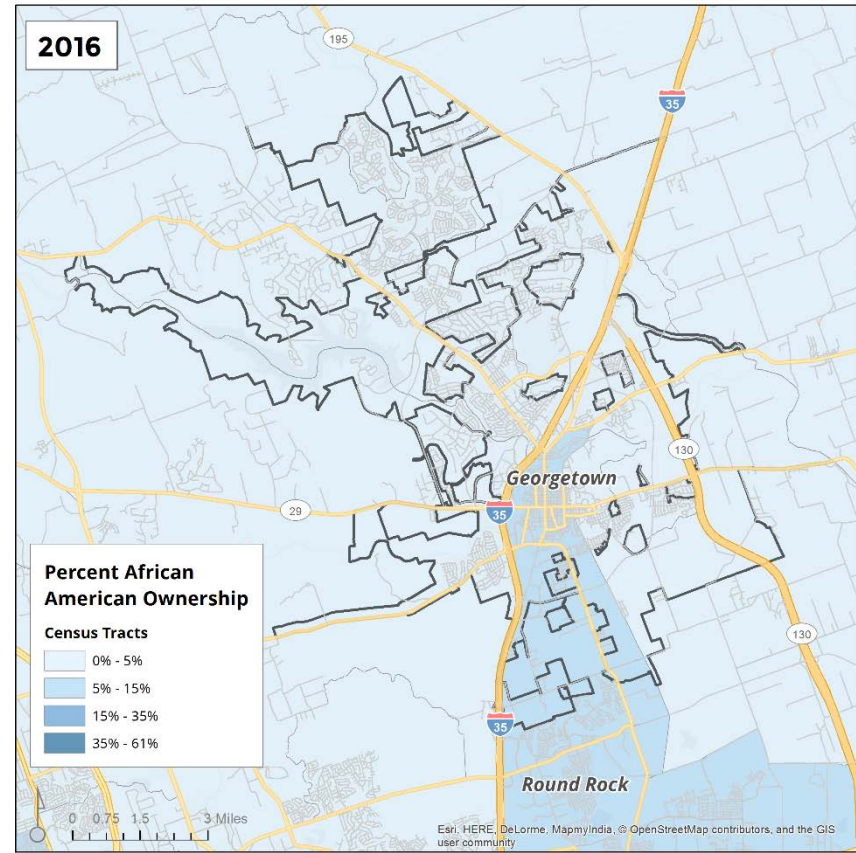 2016
195
35
Georgetown
130
29
35
Percent African
American Ownership
Census Tracts
0% - 5%
5% - 15%
15% - 35%
35% - 61%
130
35
Round Rock
0 0.75 1.5 3 Miles
Esri, HERE, DeLorme, MapmyIndia, © OpenStreetMap contributors, and the GIS
user community